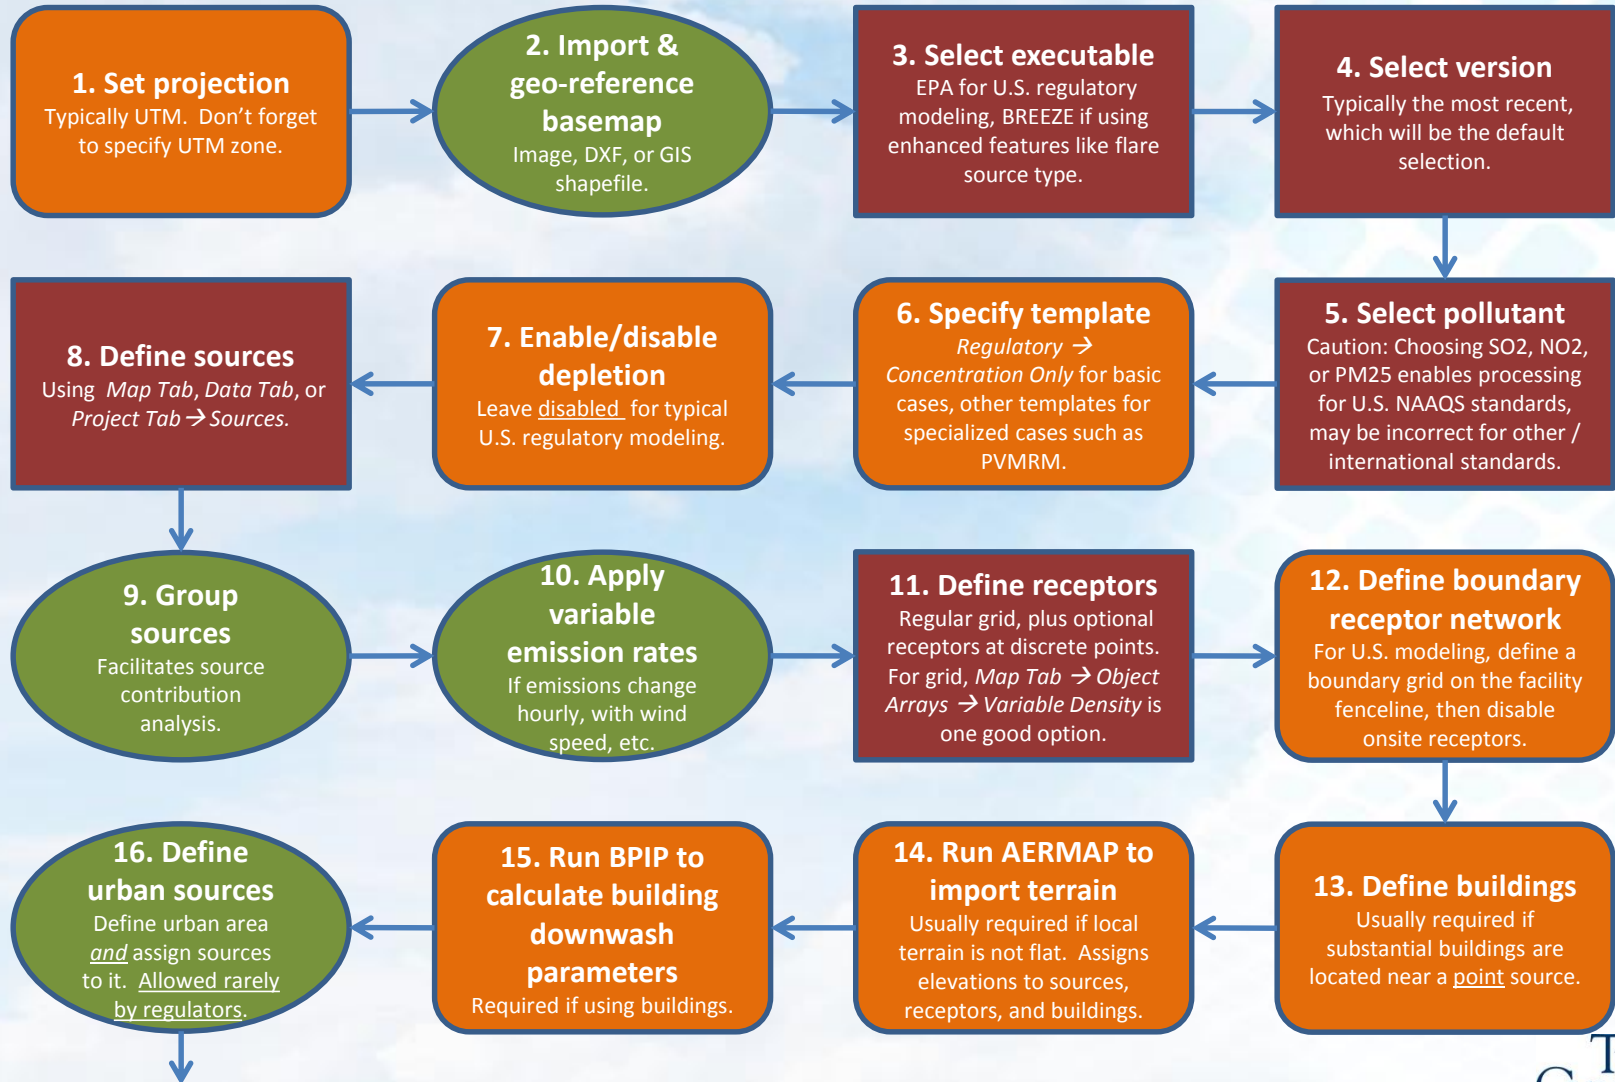 1. Set projection
Typically UTM. Don't forget
to specify UTM zone.
2. Import &
geo-reference
basemap
Image, DXF, or GIS
shapefile.
3. Select executable
EPA for U.S. regulatory
modeling, BREEZE if using
enhanced features like flare
source type.
4. Select version
Typically the most recent,
which will be the default
selection.
5. Select pollutant
Caution: Choosing SO2, NO2,
or PM25 enables processing
for U.S. NAAQS standards,
may be incorrect for other /
international standards.
6. Specify template
Regulatory →
Concentration Only for basic
cases, other templates for
specialized cases such as
PVMRM.
7. Enable/disable
depletion
Leave disabled for typical
U.S. regulatory modeling.
8. Define sources
Using Map Tab, Data Tab, or
Project Tab → Sources.
9. Group
sources
Facilitates source
contribution
analysis.
10. Apply
variable
emission rates
If emissions change
hourly, with wind
speed, etc.
11. Define receptors
Regular grid, plus optional
receptors at discrete points.
For grid, Map Tab → Object
Arrays → Variable Density is
one good option.
12. Define boundary
receptor network
For U.S. modeling, define a
boundary grid on the facility
fenceline, then disable
onsite receptors.
13. Define buildings
Usually required if
substantial buildings are
located near a point source.
14. Run AERMAP to
import terrain
Usually required if local
terrain is not flat. Assigns
elevations to sources,
receptors, and buildings.
15. Run BPIP to
calculate building
downwash
parameters
Required if using buildings.
16. Define
urban sources
Define urban area
and assign sources
to it. Allowed rarely
by regulators.